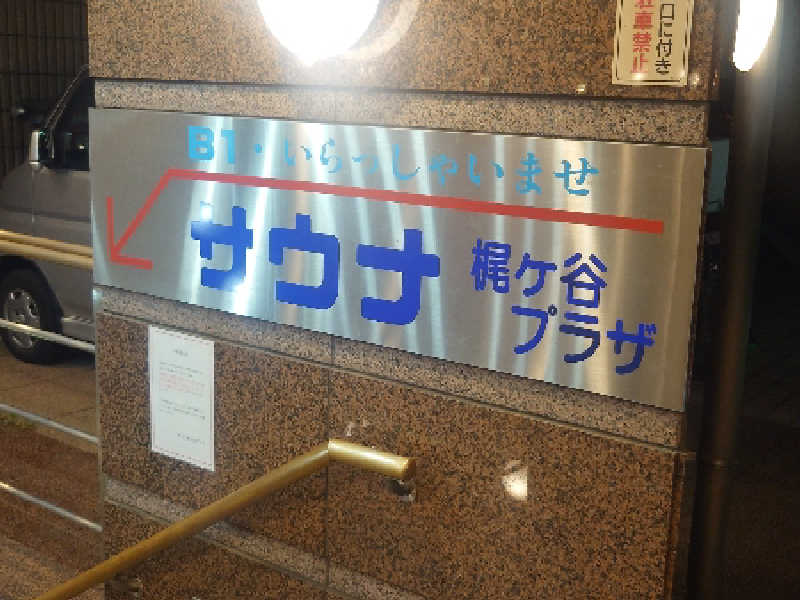 口に付き
駐車禁止
B1・いらっしゃいませ
サウナ
梶ケ谷
プラザ